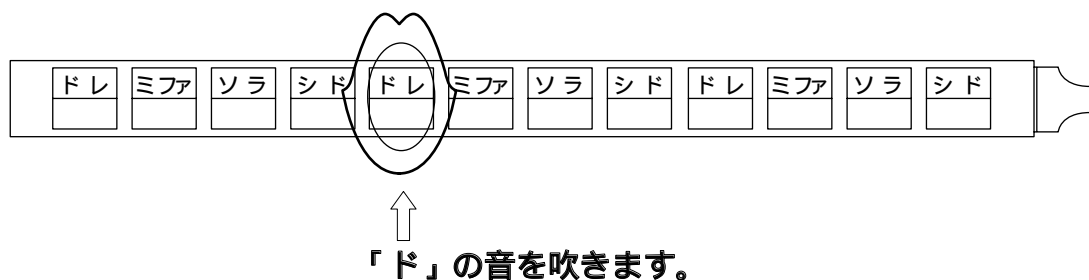 ド レ ミファ ソ ラ シ ド ド レ ミファ ソ ラ シ ド ド レ ミファ ソ ラ シ ド
「ド」の音を吹きます。